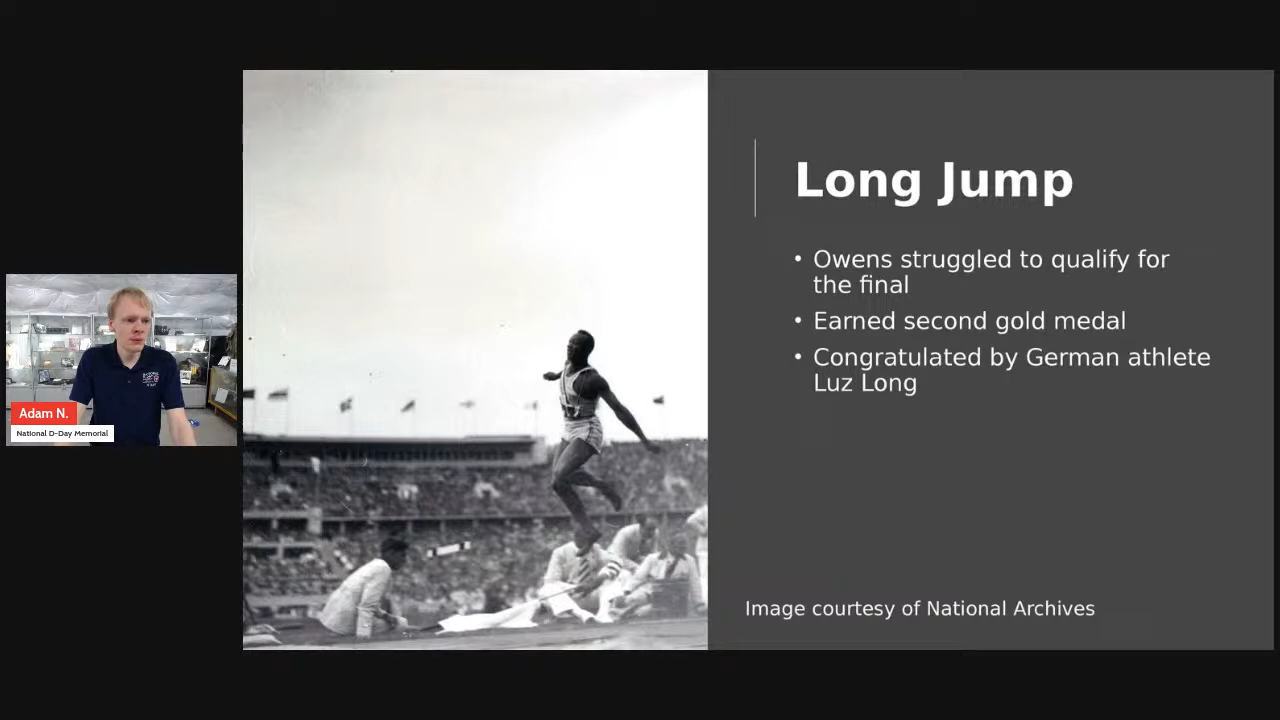 Long Jump
• Owens struggled to qualify for
the final
• Earned second gold medal
• Congratulated by German athlete
Luz Long
Image courtesy of National Archives
Adam N.
National D-Day Memorial